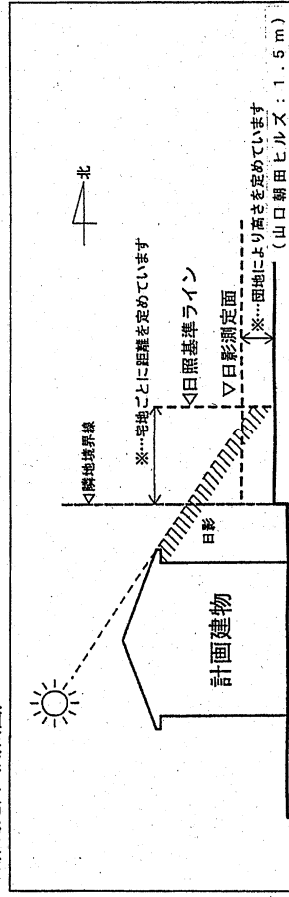 北
▽隣地境界線
※…宅地ごとに距離を定めています
◁日照基準ライン
▽日影測定面
日影
計画建物
※…団地により高さを定めています
(山口朝田ヒルズ：1.5m)